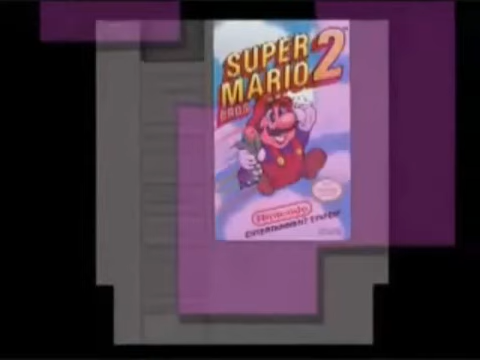 SUPER
MARIO 2
BROS
Nintendo
ENTERTAINMENT SYSTEM